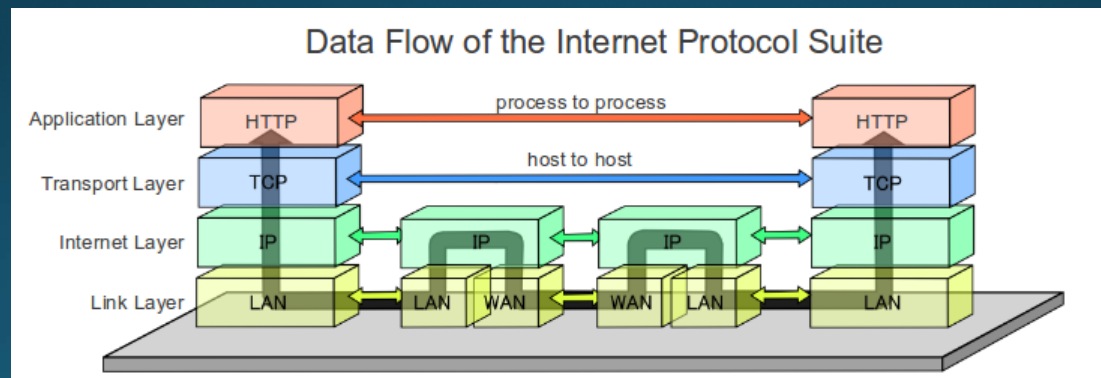 Data Flow of the Internet Protocol Suite
Application Layer HTTP process to process HTTP
Transport Layer TCP host to host TCP
Internet Layer IP IP IP IP
Link Layer LAN LAN WAN WAN LAN LAN